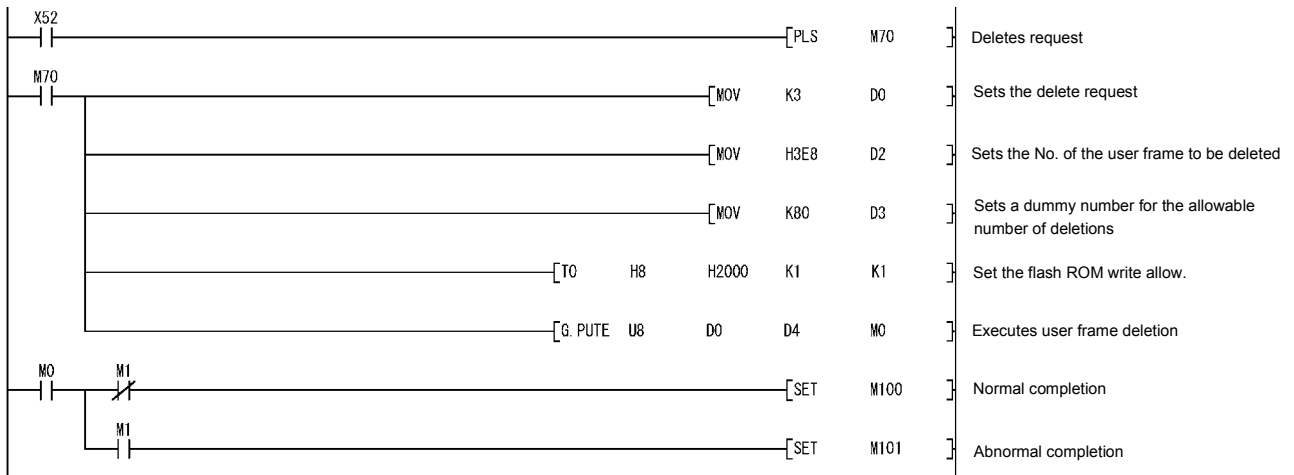 X52
[PLS M70 ] Deletes request
M70
[MOV K3 D0 ] Sets the delete request
[MOV H3E8 D2 ] Sets the No. of the user frame to be deleted
[MOV K80 D3 ] Sets a dummy number for the allowable
number of deletions
[TO H8 H2000 K1 K1 ] Set the flash ROM write allow.
[G. PUTE U8 D0 D4 M0 ] Executes user frame deletion
M0 M1
[SET M100 ] Normal completion
M1
[SET M101 ] Abnormal completion